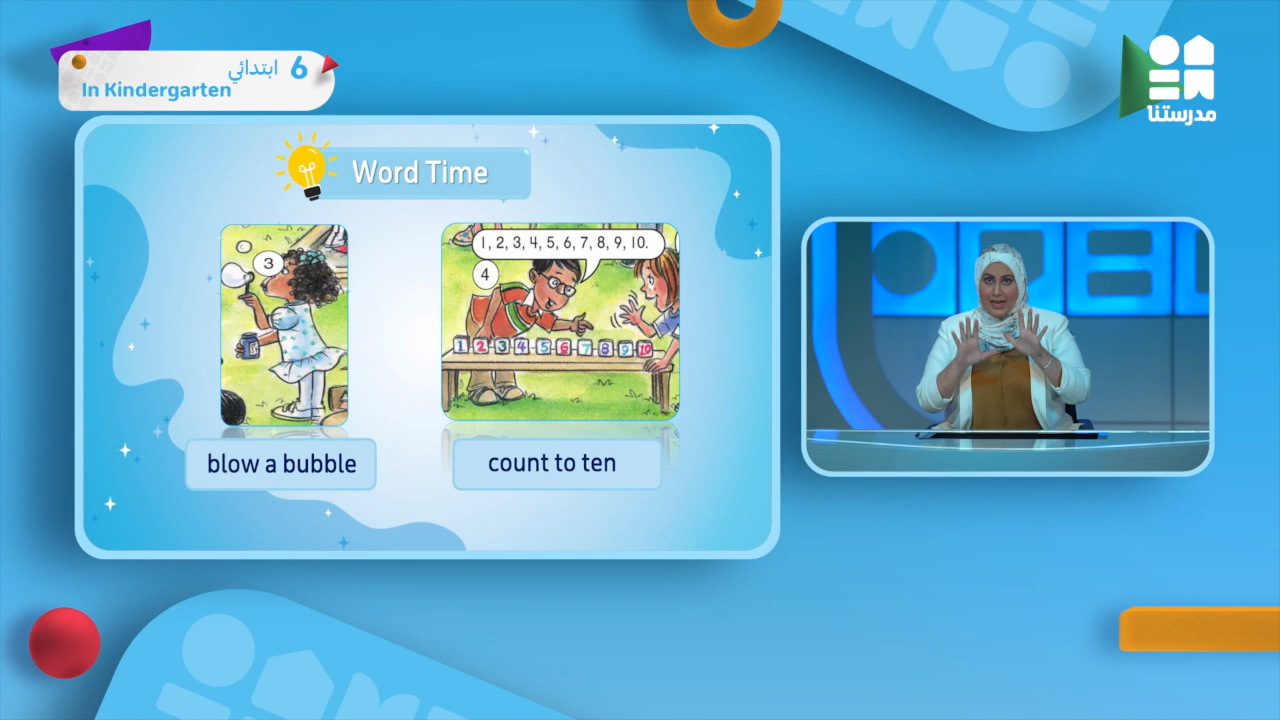 6 ابتدائي
In Kindergarten
مدرستنا
Word Time
3
1, 2, 3, 4, 5, 6, 7, 8, 9, 10.
4
1 2 3 4 5 6 7 8 9 10
blow a bubble
count to ten